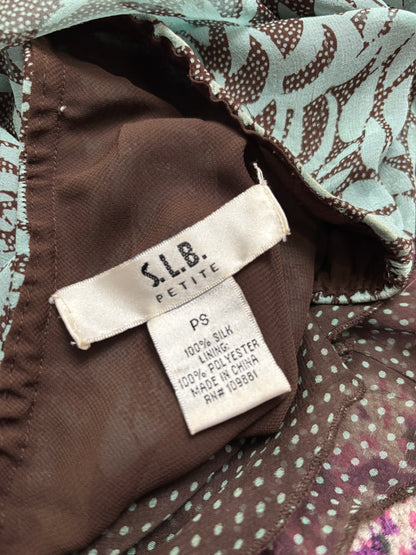 S.L.B.
PETITE
PS
100% SILK
LINING:
100% POLYESTER
MADE IN CHINA
RN# 109881